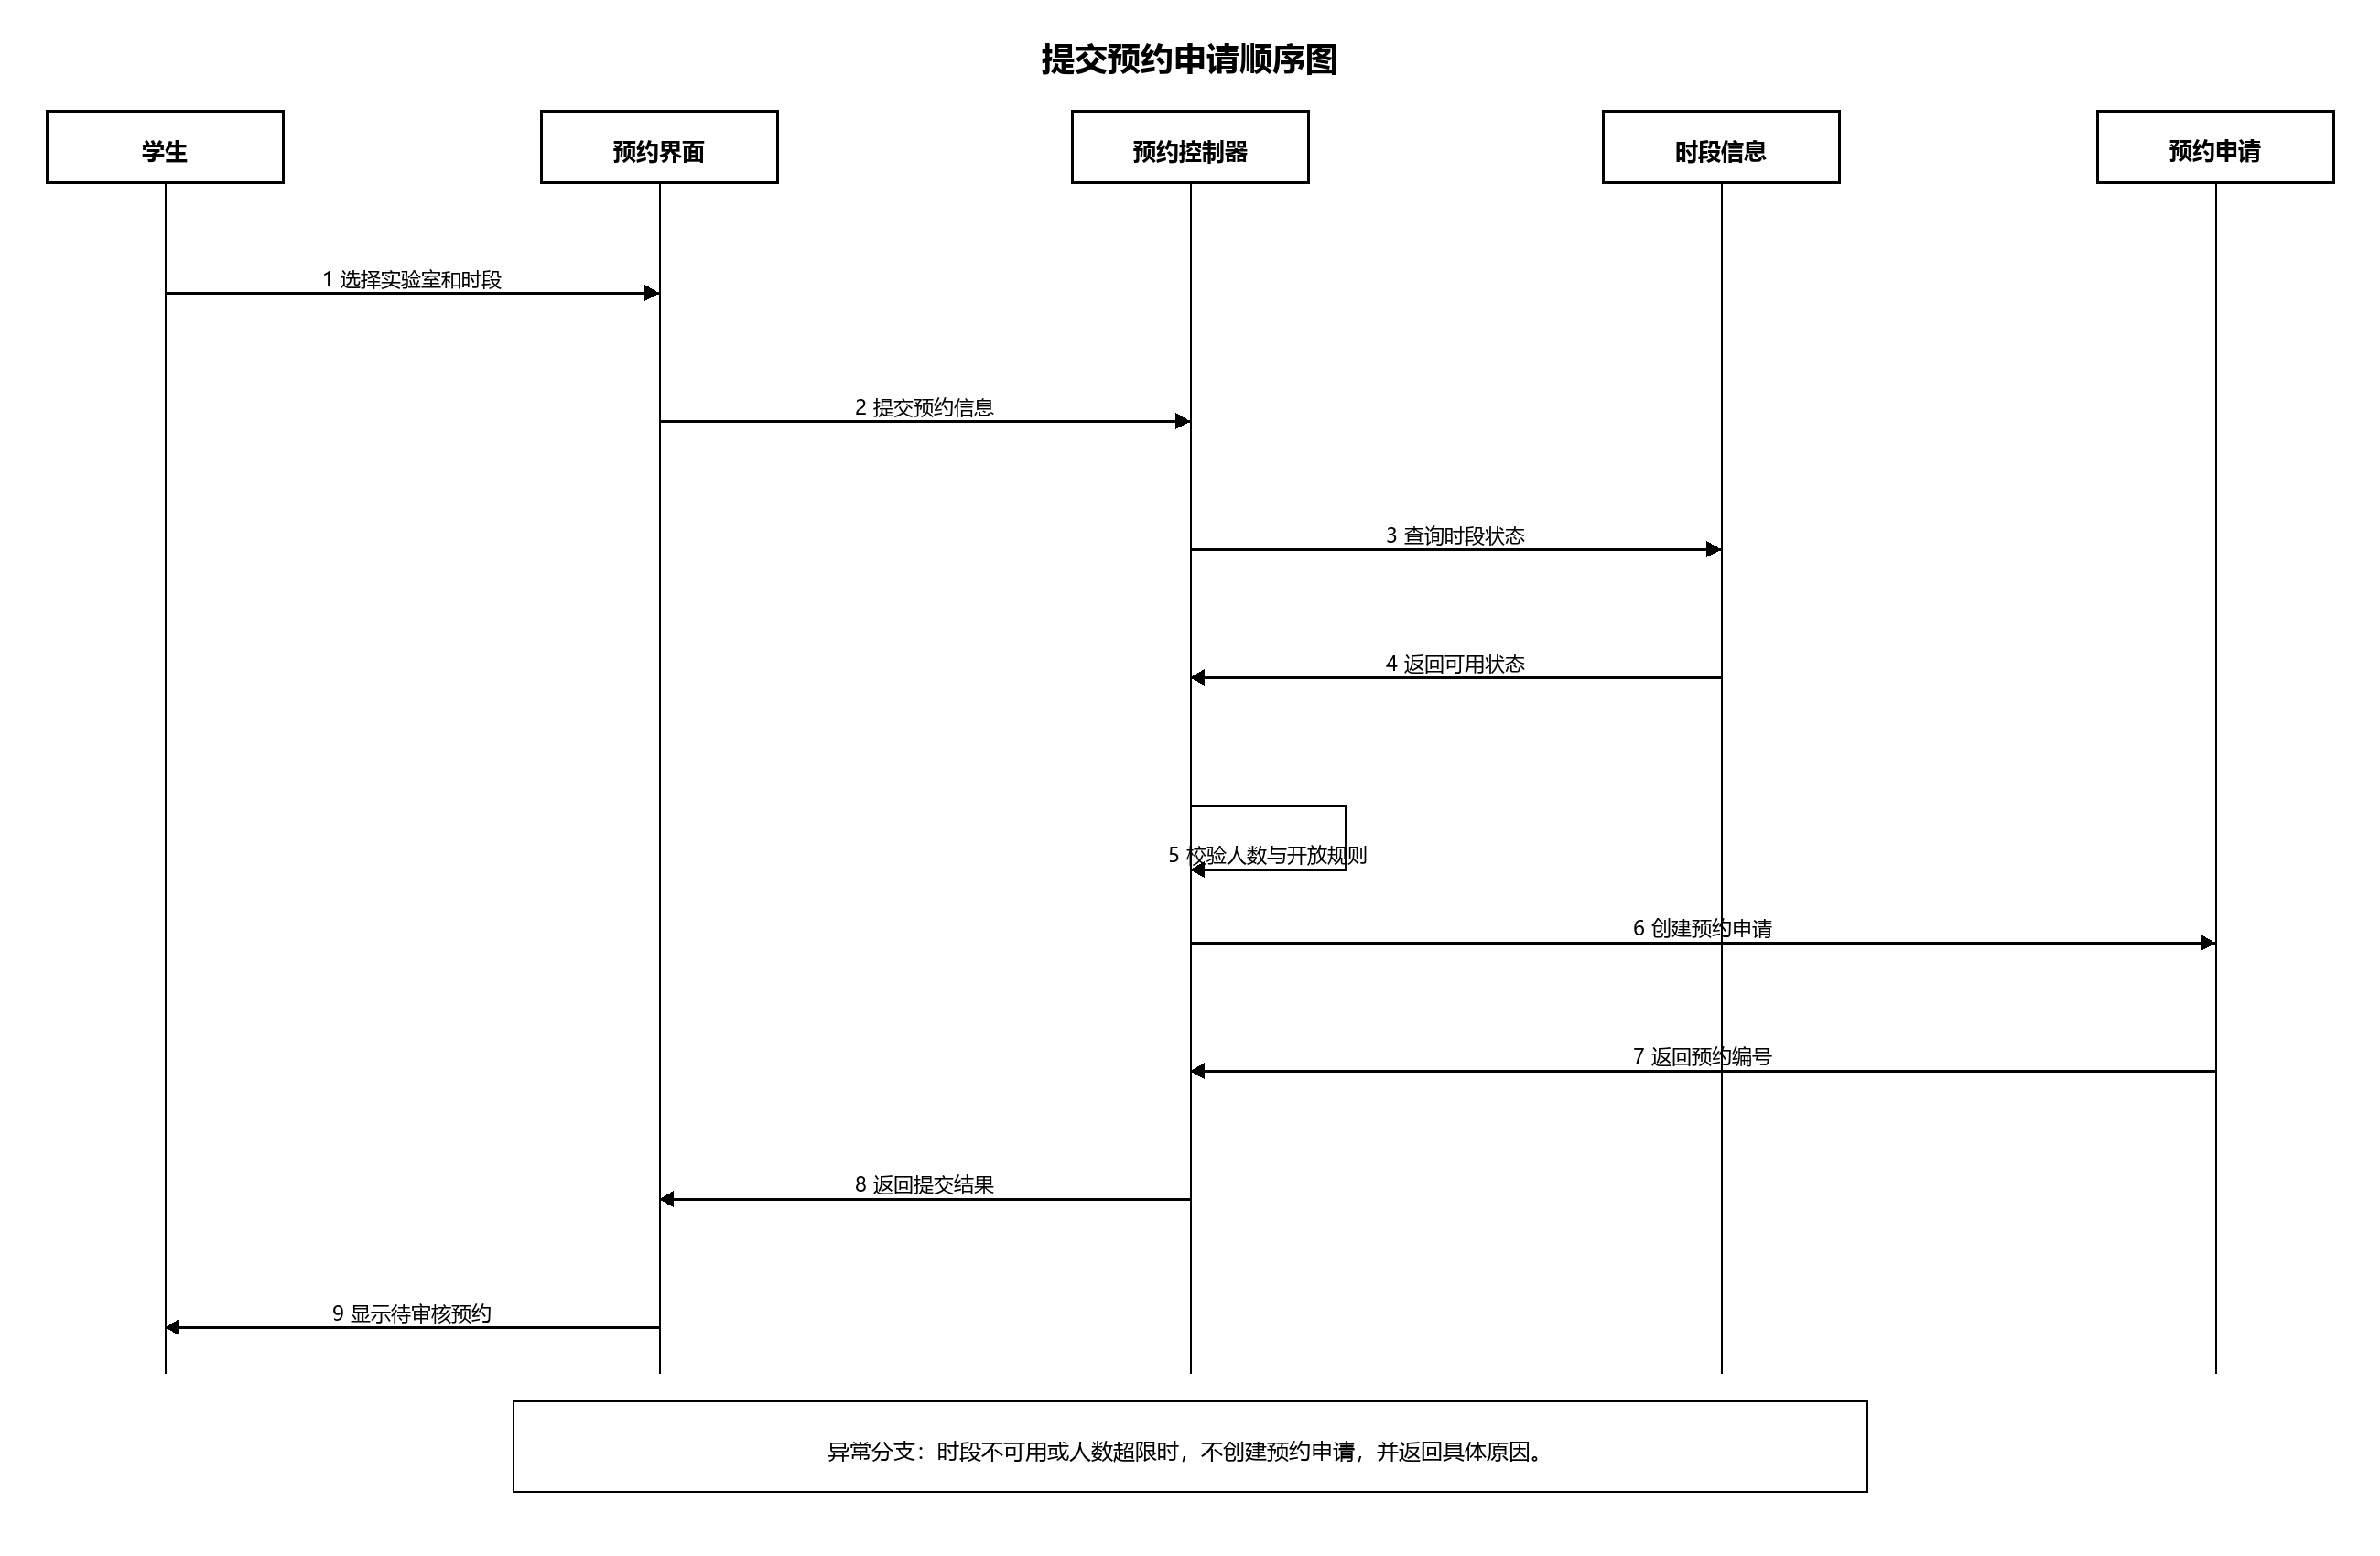 提交预约申请顺序图
学生
预约界面
预约控制器
时段信息
预约申请
1 选择实验室和时段
2 提交预约信息
3 查询时段状态
4 返回可用状态
5 校验人数与开放规则
6 创建预约申请
7 返回预约编号
8 返回提交结果
9 显示待审核预约
异常分支：时段不可用或人数超限时，不创建预约申请，并返回具体原因。